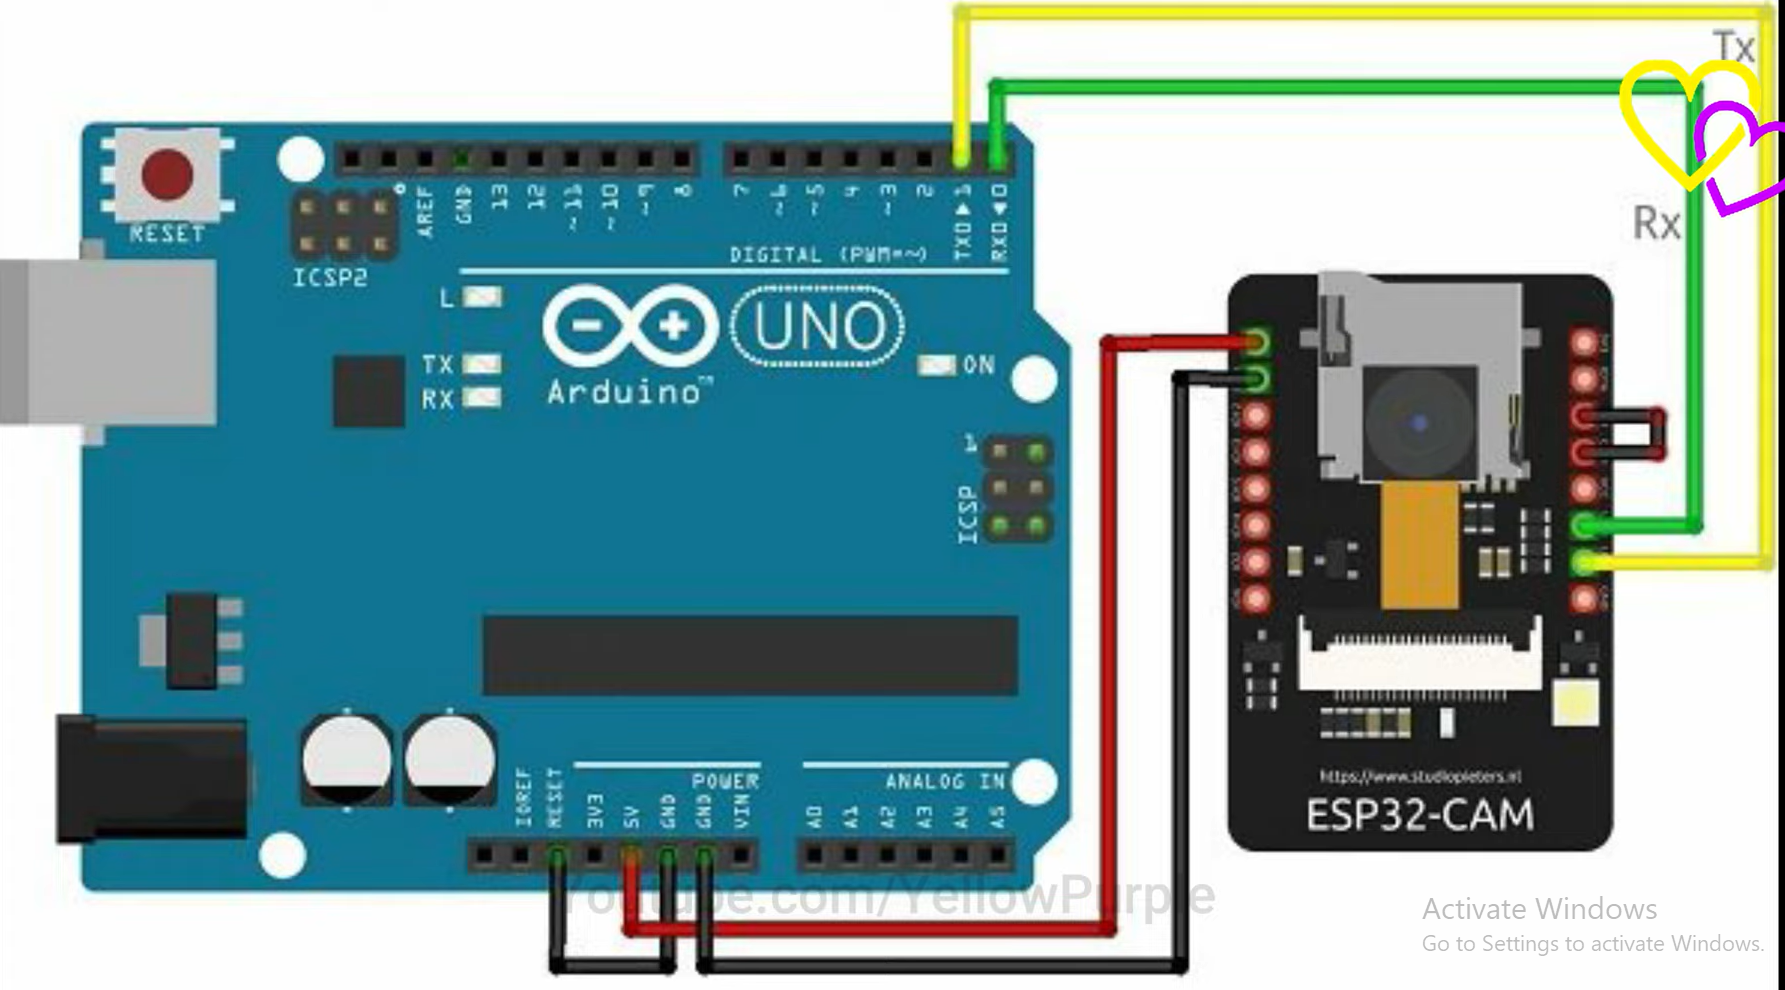 Tx
Rx
RESET
ICSP2
AREF
GND
13
12
~11
~10
~9
8
7
~6
~5
4
~3
2
TX0▶1
RX0◀0
DIGITAL (PWM=~)
L
TX
RX
UNO
Arduino™
ON
1
ICSP
https://www.studiopieters.nl
ESP32-CAM
POWER
ANALOG IN
IOREF
RESET
3V3
5V
GND
GND
VIN
A0
A1
A2
A3
A4
A5
Youtube.com/YellowPurple
Activate Windows
Go to Settings to activate Windows.